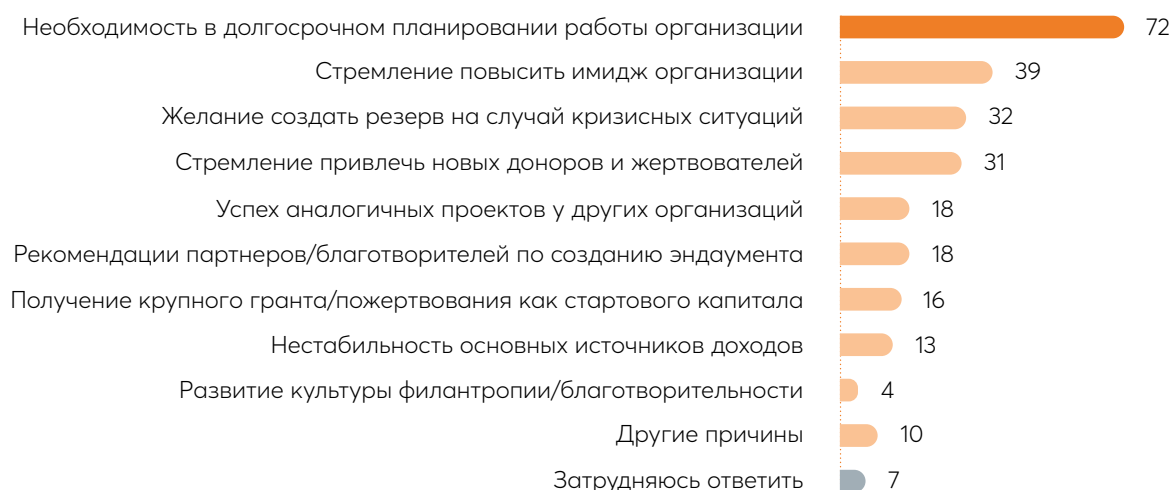 Необходимость в долгосрочном планировании работы организации 72
Стремление повысить имидж организации 39
Желание создать резерв на случай кризисных ситуаций 32
Стремление привлечь новых доноров и жертвователей 31
Успех аналогичных проектов у других организаций 18
Рекомендации партнеров/благотворителей по созданию эндаумента 18
Получение крупного гранта/пожертвования как стартового капитала 16
Нестабильность основных источников доходов 13
Развитие культуры филантропии/благотворительности 4
Другие причины 10
Затрудняюсь ответить 7